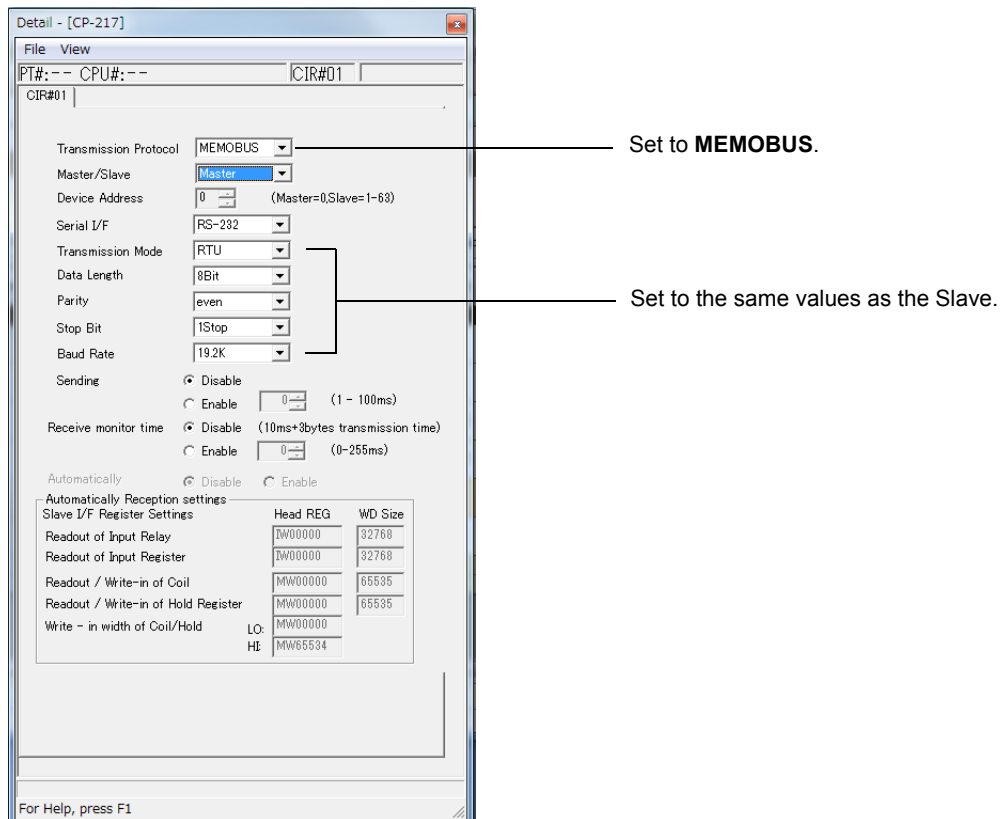 Detail - [CP-217]
File View
PT#:-- CPU#:-- CIR#01
CIR#01
Transmission Protocol MEMOBUS Set to MEMOBUS.
Master/Slave Master
Device Address 0 (Master=0,Slave=1-63)
Serial I/F RS-232
Transmission Mode RTU
Data Length 8Bit
Parity even Set to the same values as the Slave.
Stop Bit 1Stop
Baud Rate 19.2K
Sending Disable
Enable 0 (1 - 100ms)
Receive monitor time Disable (10ms+3bytes transmission time)
Enable 0 (0-255ms)
Automatically Disable Enable
Automatically Reception settings
Slave I/F Register Settings Head REG WD Size
Readout of Input Relay IW00000 32768
Readout of Input Register IW00000 32768
Readout / Write-in of Coil MW00000 65535
Readout / Write-in of Hold Register MW00000 65535
Write - in width of Coil/Hold LO: MW00000
HI: MW65534
For Help, press F1